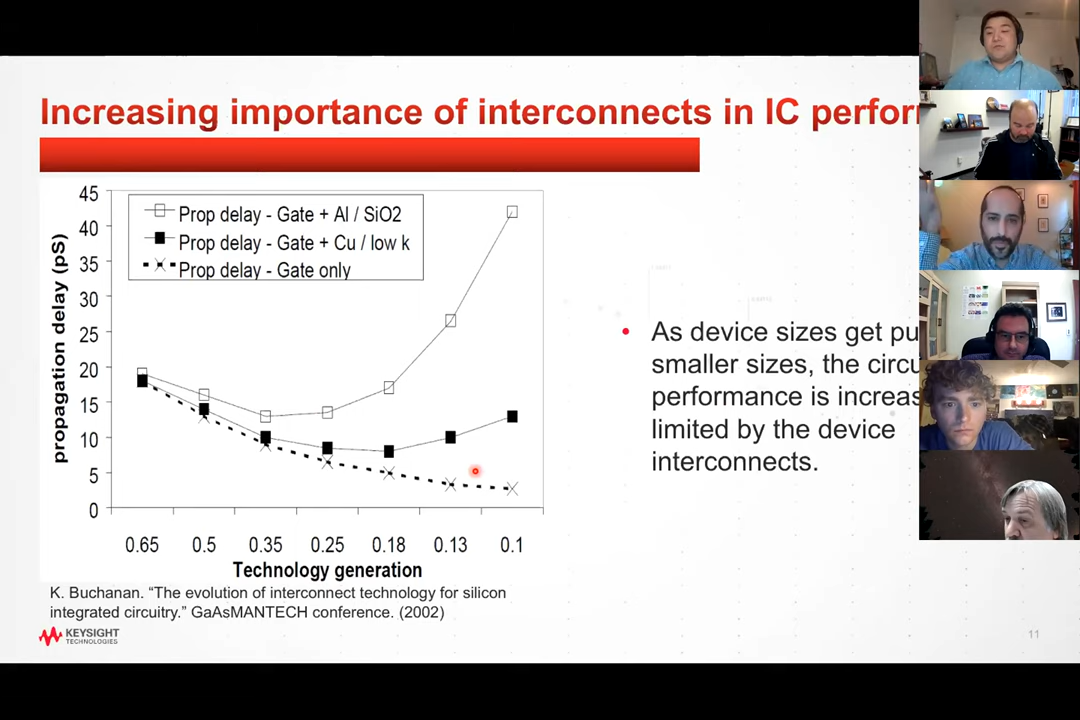 Increasing importance of interconnects in IC
45
40
35
30
25
20
15
10
5
0
propagation delay (pS)
Prop delay - Gate + Al / SiO2
Prop delay - Gate + Cu / low k
Prop delay - Gate only
0.65 0.5 0.35 0.25 0.18 0.13 0.1
Technology generation
K. Buchanan. “The evolution of interconnect technology for silicon
integrated circuitry.” GaAsMANTECH conference. (2002)
• As device sizes get
smaller sizes, the
performance is
limited by the device
interconnects.
KEYSIGHT
TECHNOLOGIES
11